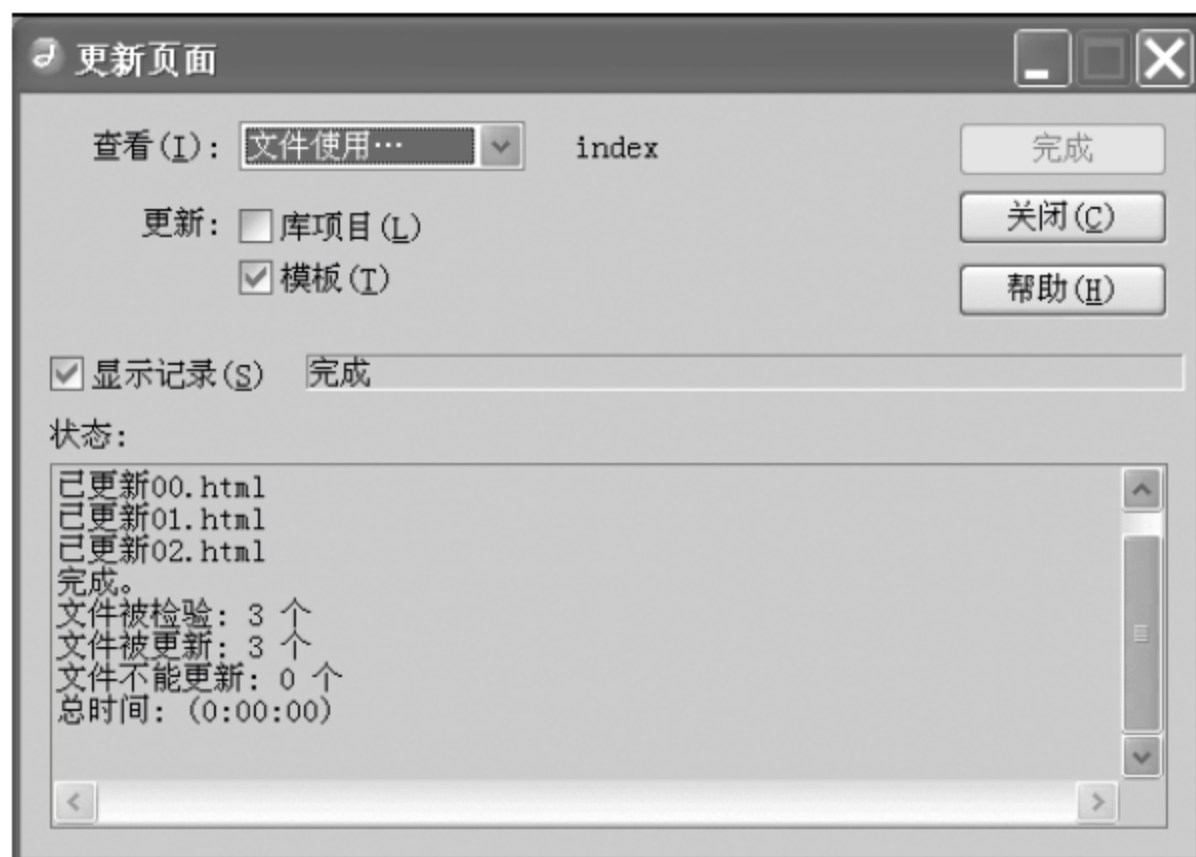 更新页面
查看(I): 文件使用… index 完成
更新: 库项目(L) 关闭(C)
模板(T) 帮助(H)
显示记录(S) 完成
状态:
已更新00.html
已更新01.html
已更新02.html
完成。
文件被检验: 3 个
文件被更新: 3 个
文件不能更新: 0 个
总时间: (0:00:00)